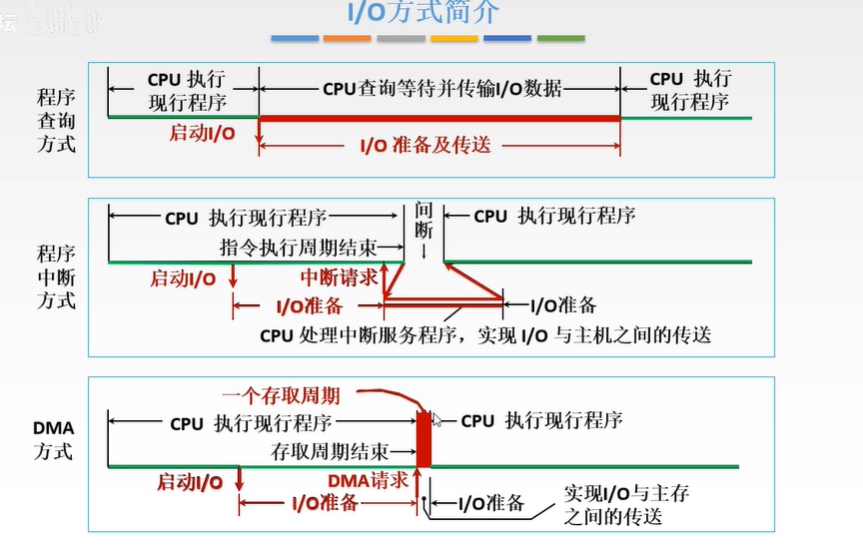 坛
I/O方式简介
程序
查询
方式
CPU 执行
现行程序
CPU查询等待并传输I/O数据
CPU 执行
现行程序
启动I/O
I/O 准备及传送
程序
中断
方式
CPU 执行现行程序
间
断
CPU 执行现行程序
指令执行周期结束
启动I/O
中断请求
I/O准备
I/O准备
CPU 处理中断服务程序，实现 I/O 与主机之间的传送
DMA
方式
一个存取周期
CPU 执行现行程序
CPU 执行现行程序
存取周期结束
启动I/O
DMA请求
I/O准备
I/O准备
实现I/O与主存
之间的传送